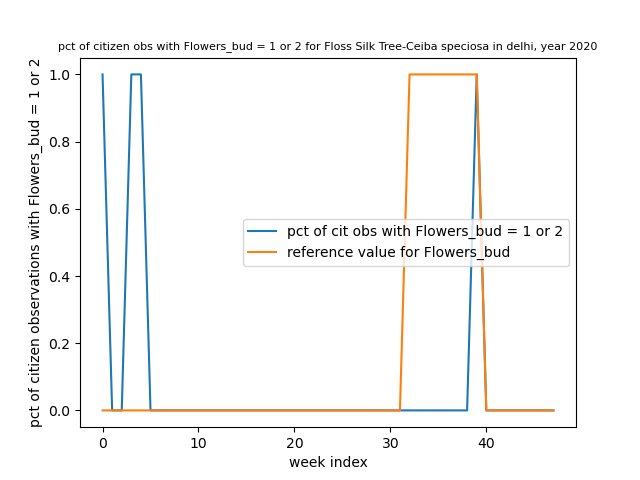 pct of citizen obs with Flowers_bud = 1 or 2 for Floss Silk Tree-Ceiba speciosa in delhi, year 2020
pct of citizen observations with Flowers_bud = 1 or 2
1.0
0.8
0.6
0.4
0.2
0.0
pct of cit obs with Flowers_bud = 1 or 2
reference value for Flowers_bud
0 10 20 30 40
week index